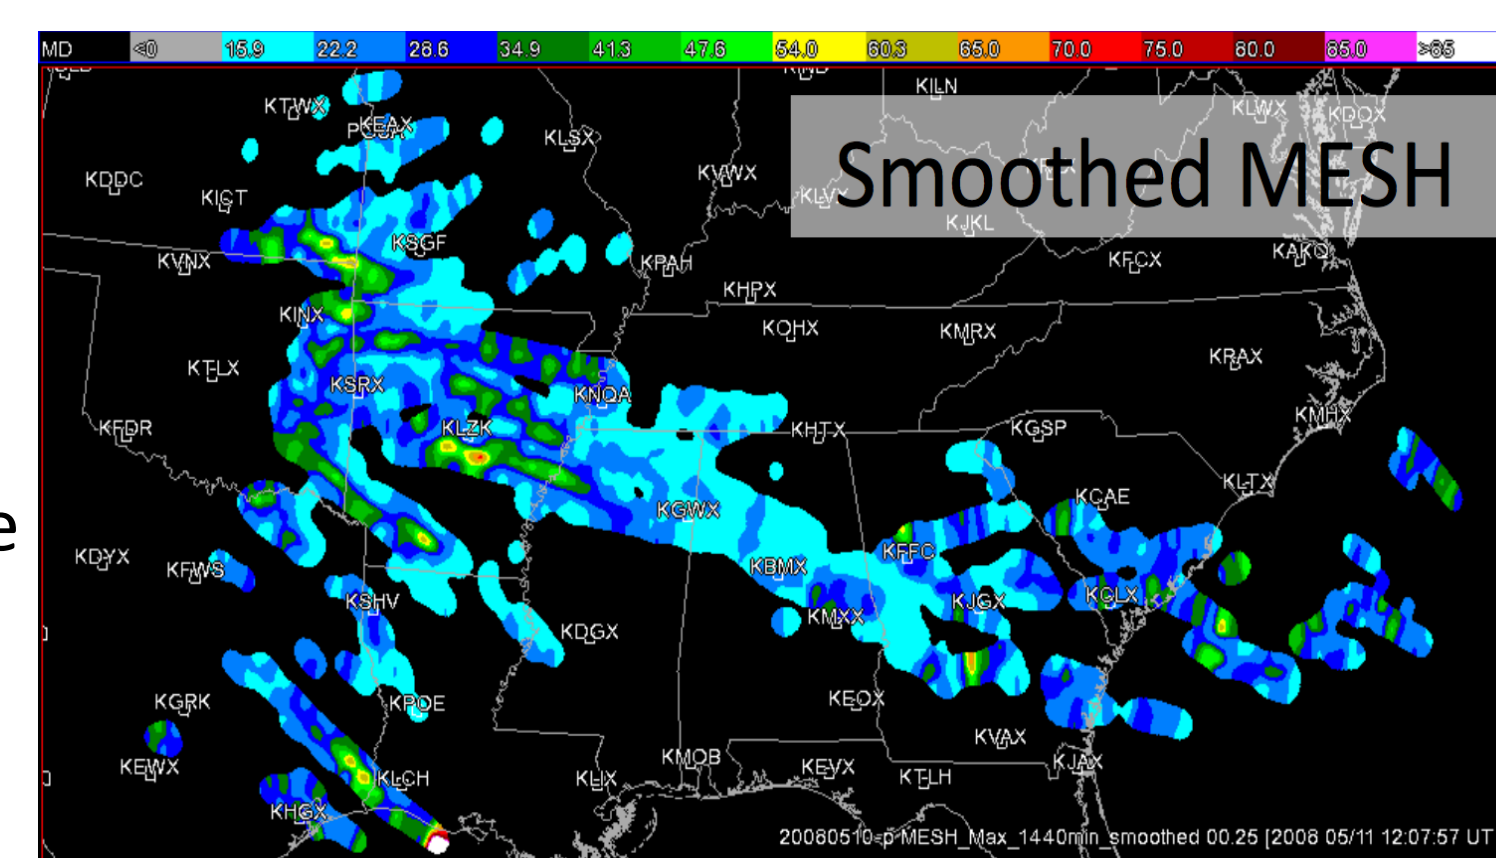 MD <0 15.9 22.2 28.6 34.9 41.3 47.6 54.0 60.3 65.0 70.0 75.0 80.0 85.0 >85
KILN
KTWX KEAX KLWX KDOX
KLSX
Smoothed MESH
KDDC KVWX
KICT
KJKL
KSGF
KVNX KPAH KFCX KAKQ
KHPX
KINX KOHX KMRX
KTLX KRAX
KSRX KNQA
KFDR KLZK KHTX KGSP KMHX
KLTX
KCAE
KGWX
e
KDYX KFWS KBMX KFFC
KSHV KJGX KCLX
KDGX KMXX
KGRK KPOE KEOX
KVAX
KEWX KLCH KLIX KMOB KEVX KTLH KJAX
KHGX
20080510-p MESH_Max_1440min_smoothed 00.25 [2008 05/11 12:07:57 UT